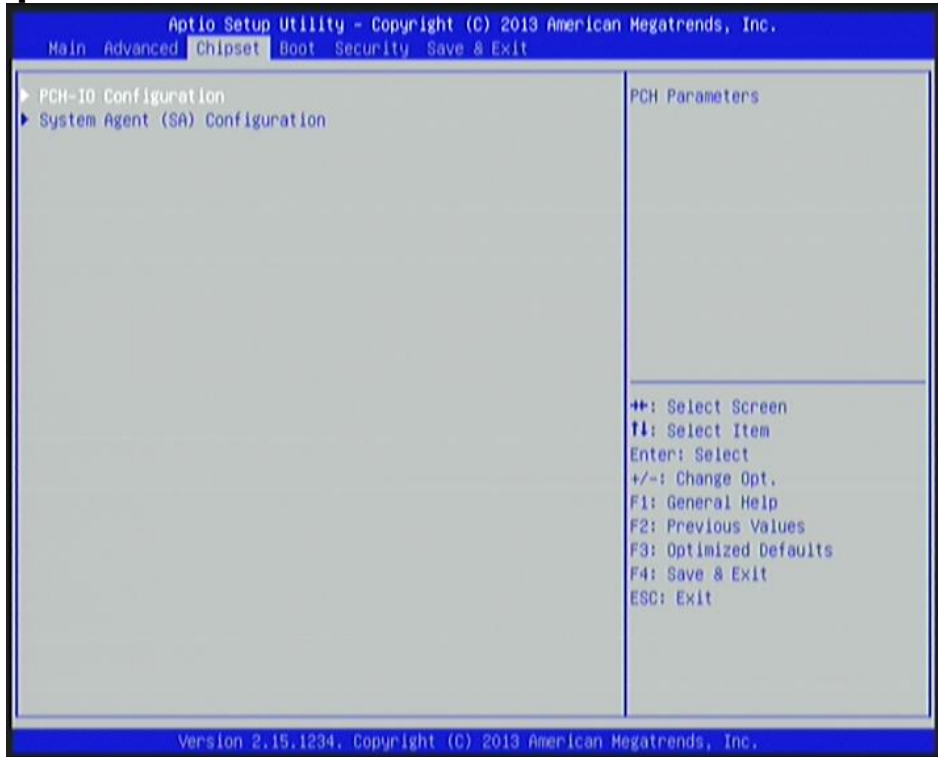 Aptio Setup Utility - Copyright (C) 2013 American Megatrends, Inc.
Main Advanced Chipset Boot Security Save & Exit
PCH-IO Configuration
System Agent (SA) Configuration
PCH Parameters
→←: Select Screen
↑↓: Select Item
Enter: Select
+/-: Change Opt.
F1: General Help
F2: Previous Values
F3: Optimized Defaults
F4: Save & Exit
ESC: Exit
Version 2.15.1234. Copyright (C) 2013 American Megatrends, Inc.